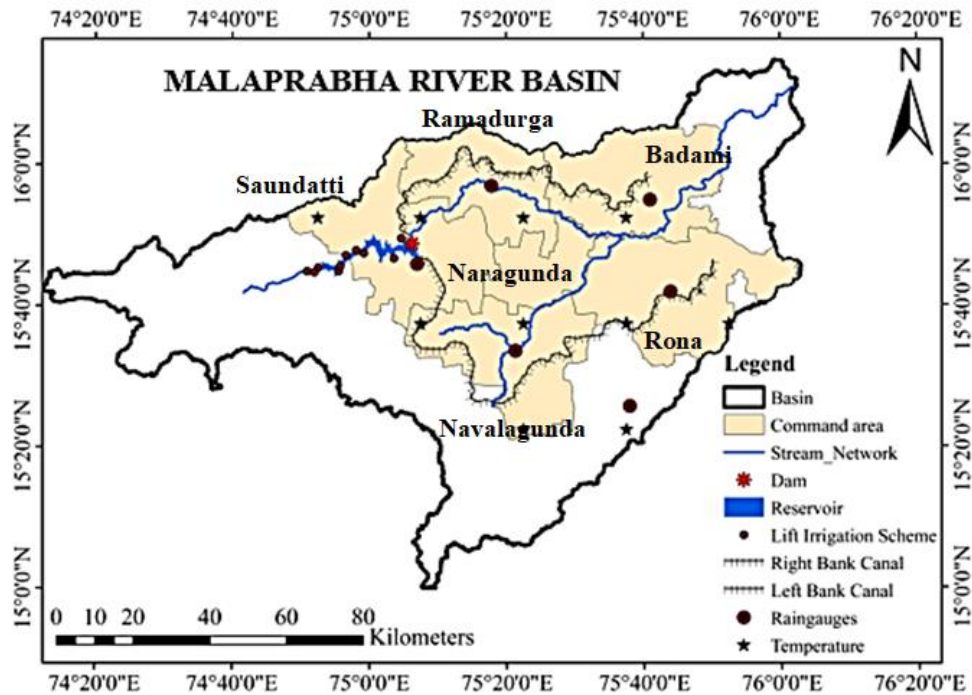 74°20'0"E 74°40'0"E 75°0'0"E 75°20'0"E 75°40'0"E 76°0'0"E 76°20'0"E
MALAPRABHA RIVER BASIN
N
Ramadurga
Badami
16°0'0"N
16°0'0"N
Saundatti
Naragunda
15°40'0"N
15°40'0"N
Rona
Legend
Basin
Command area
Navalagunda
15°20'0"N
15°20'0"N
Stream_Network
Dam
Reservoir
Lift Irrigation Scheme
Right Bank Canal
Left Bank Canal
Raingauges
Temperature
15°0'0"N
15°0'0"N
0 10 20 40 60 80
Kilometers
74°20'0"E 74°40'0"E 75°0'0"E 75°20'0"E 75°40'0"E 76°0'0"E 76°20'0"E